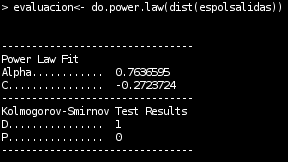 > evaluacion<- do.power.law(dist(espolsalidas))
--------------------------------
Power Law Fit
Alpha............ 0.7636595
C................ -0.2723724
--------------------------------
Kolmogorov-Smirnov Test Results
D................ 1
P................ 0
--------------------------------